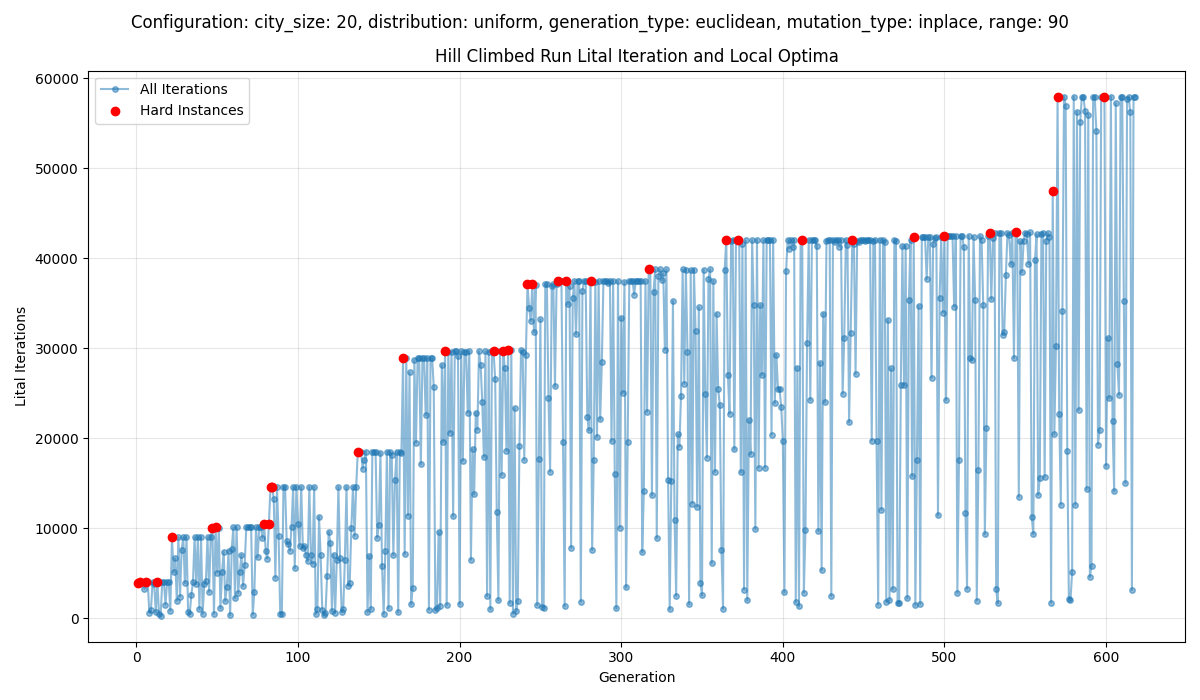 Configuration: city_size: 20, distribution: uniform, generation_type: euclidean, mutation_type: inplace, range: 90
Hill Climbed Run Lital Iteration and Local Optima
All Iterations
Hard Instances
Lital Iterations
60000
50000
40000
30000
20000
10000
0
0 100 200 300 400 500 600
Generation